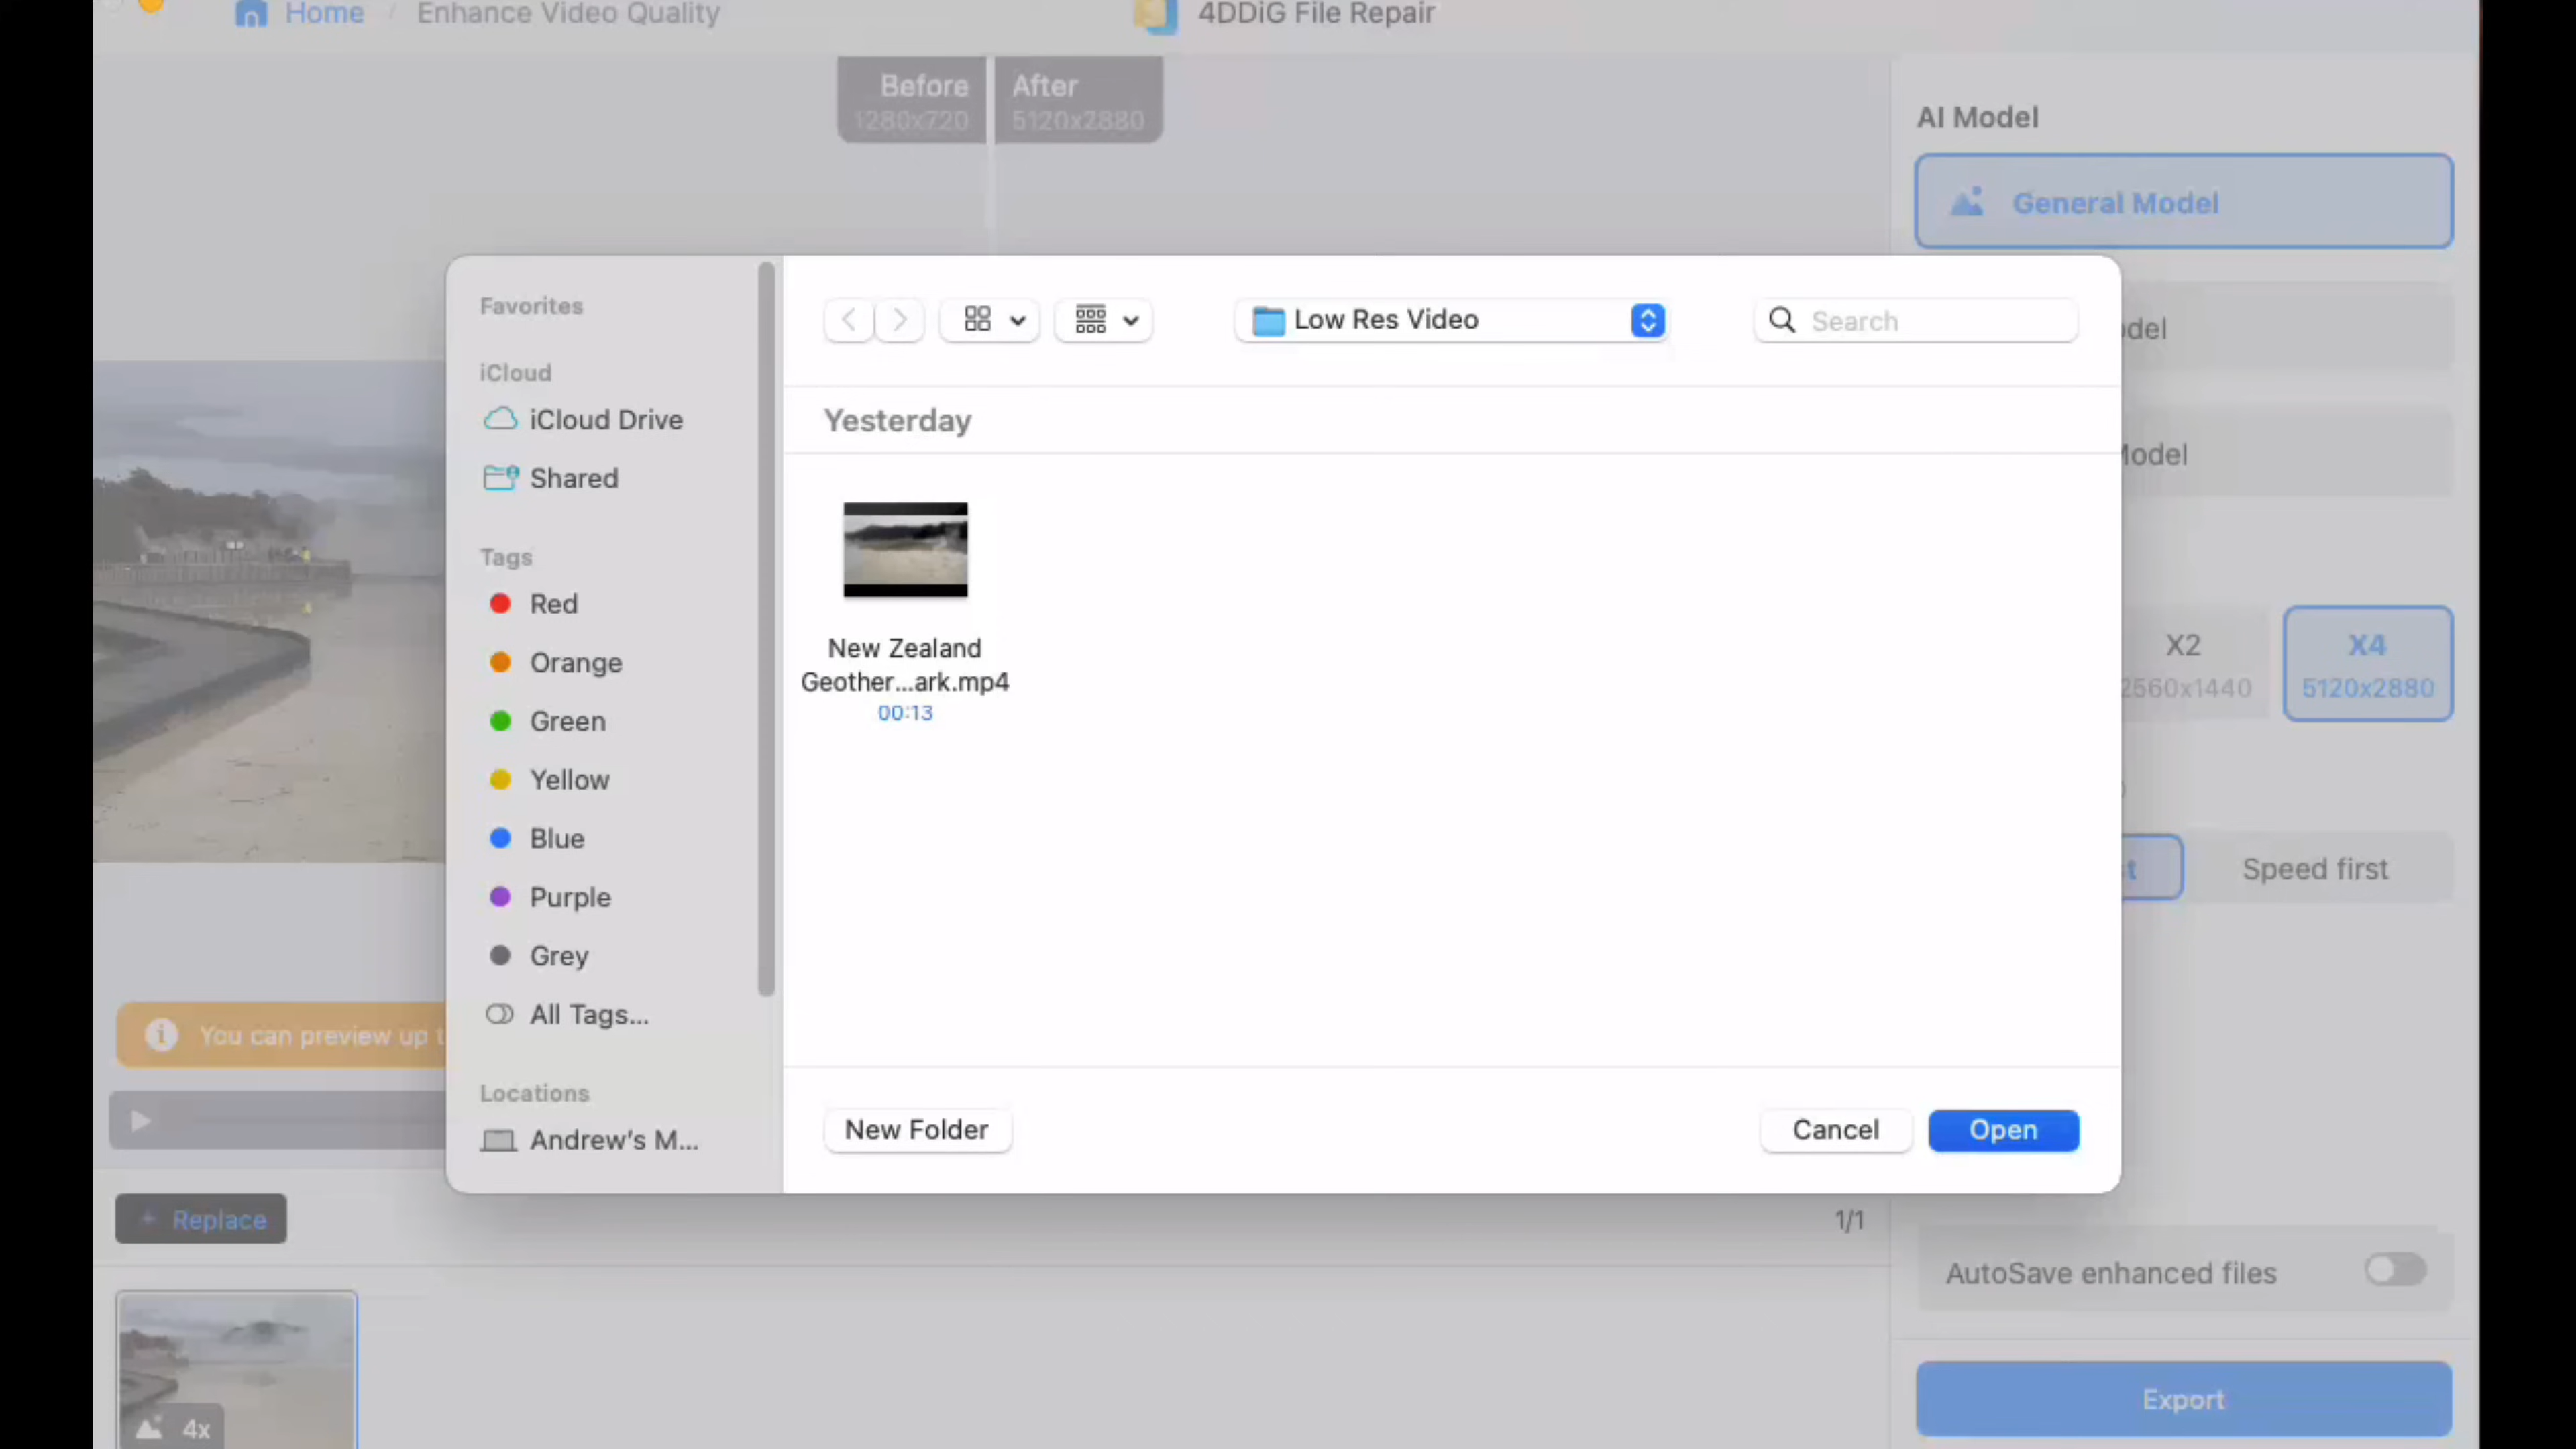 Home / Enhance Video Quality
4DDiG File Repair
Before
1280x720
After
5120x2880
AI Model
General Model
Model
X2
2560x1440
X4
5120x2880
Speed first
AutoSave enhanced files
Export
Favorites
iCloud
iCloud Drive
Shared
Tags
Red
Orange
Green
Yellow
Blue
Purple
Grey
All Tags...
Locations
Andrew's M...
Low Res Video
Search
Yesterday
New Zealand
Geother...ark.mp4
00:13
New Folder
Cancel
Open
You can preview up
+ Replace
1/1
4x